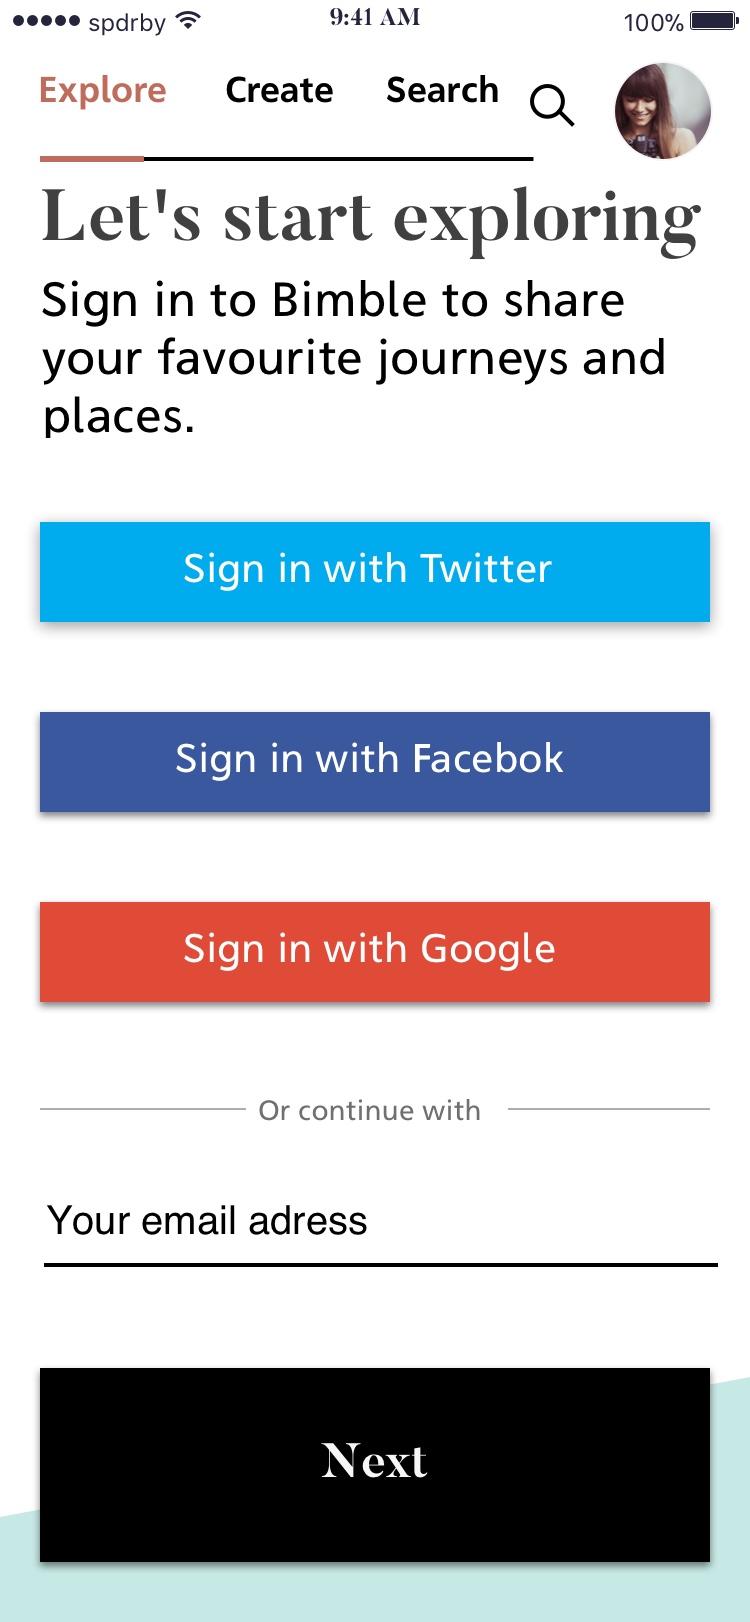 spdrby
9:41 AM
100%
Explore Create Search
Let's start exploring
Sign in to Bimble to share
your favourite journeys and
places.
Sign in with Twitter
Sign in with Facebok
Sign in with Google
Or continue with
Your email adress
Next